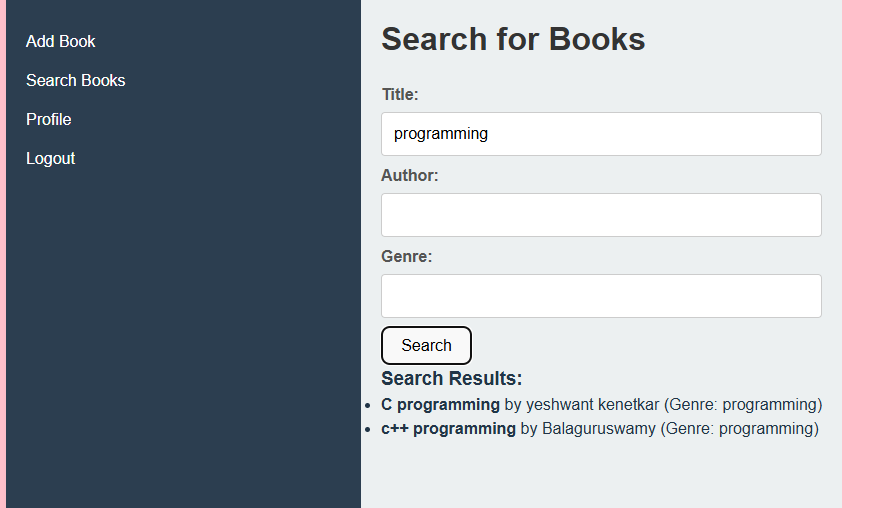 Add Book
Search Books
Profile
Logout
Search for Books
Title:
programming
Author:
Genre:
Search
Search Results:
C programming by yeshwant kenetkar (Genre: programming)
c++ programming by Balaguruswamy (Genre: programming)